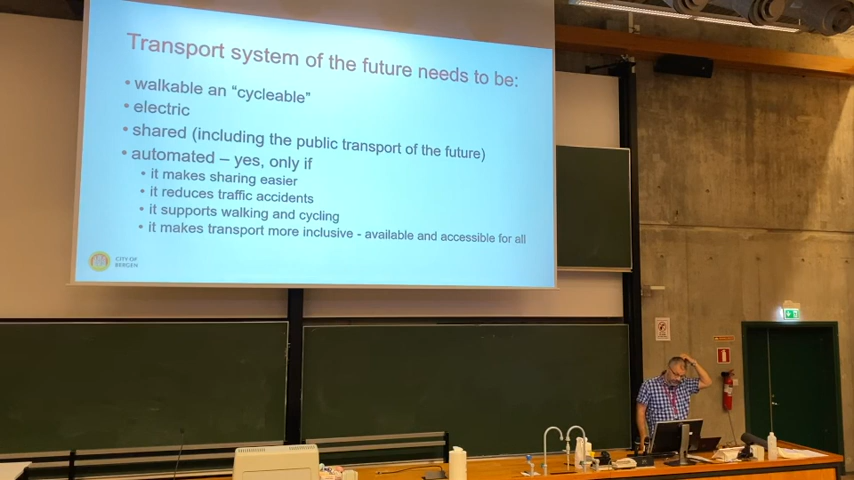 Transport system of the future needs to be:
• walkable an “cycleable”
• electric
• shared (including the public transport of the future)
• automated – yes, only if
• it makes sharing easier
• it reduces traffic accidents
• it supports walking and cycling
• it makes transport more inclusive - available and accessible for all
CITY OF
BERGEN